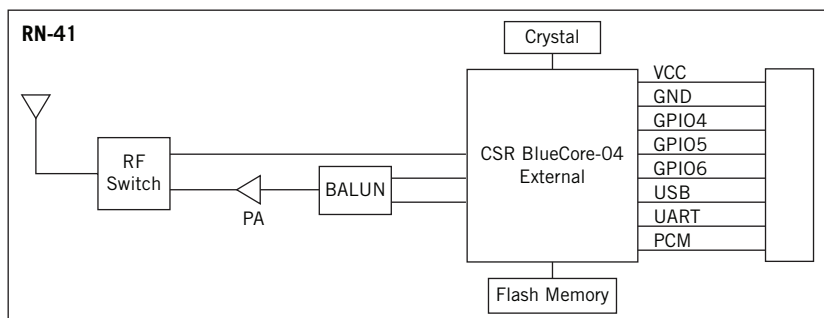 RN-41
Crystal
VCC
GND
GPIO4
GPIO5
GPIO6
USB
UART
PCM
CSR BlueCore-04
External
RF
Switch
PA
BALUN
Flash Memory